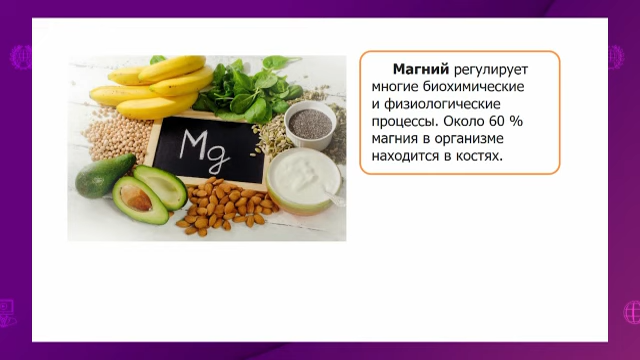 Mg
Магний регулирует
многие биохимические
и физиологические
процессы. Около 60 %
магния в организме
находится в костях.